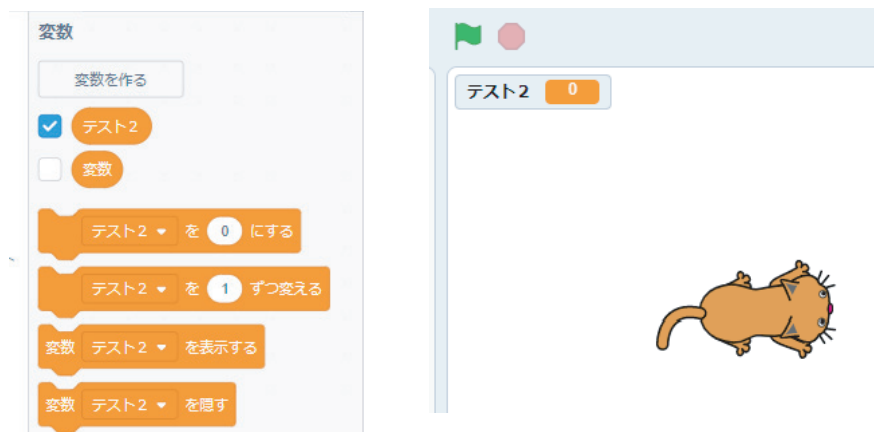 変数
変数を作る
テスト2
変数
テスト2 を 0 にする
テスト2 を 1 ずつ変える
変数 テスト2 を表示する
変数 テスト2 を隠す
テスト2 0